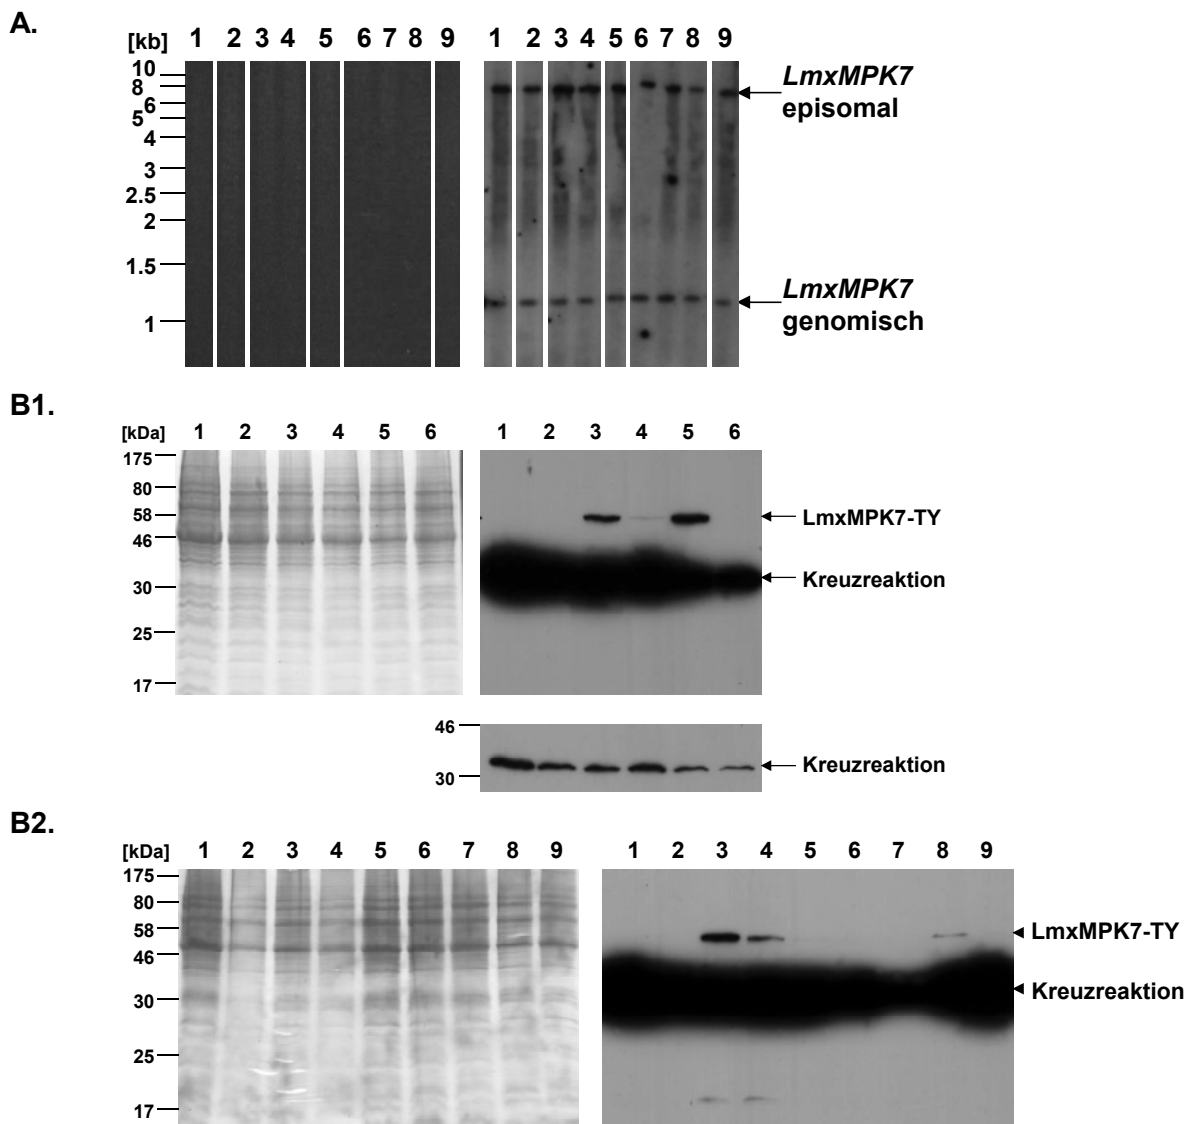 A.
[kb] 1 2 3 4 5 6 7 8 9
1 2 3 4 5 6 7 8 9
10
8
6
5
4
3
2.5
2
1.5
1
LmxMPK7
episomal
LmxMPK7
genomisch
B1.
[kDa] 1 2 3 4 5 6
1 2 3 4 5 6
175
80
58
46
30
25
17
LmxMPK7-TY
Kreuzreaktion
46
30
Kreuzreaktion
B2.
[kDa] 1 2 3 4 5 6 7 8 9
1 2 3 4 5 6 7 8 9
175
80
58
46
30
25
17
LmxMPK7-TY
Kreuzreaktion